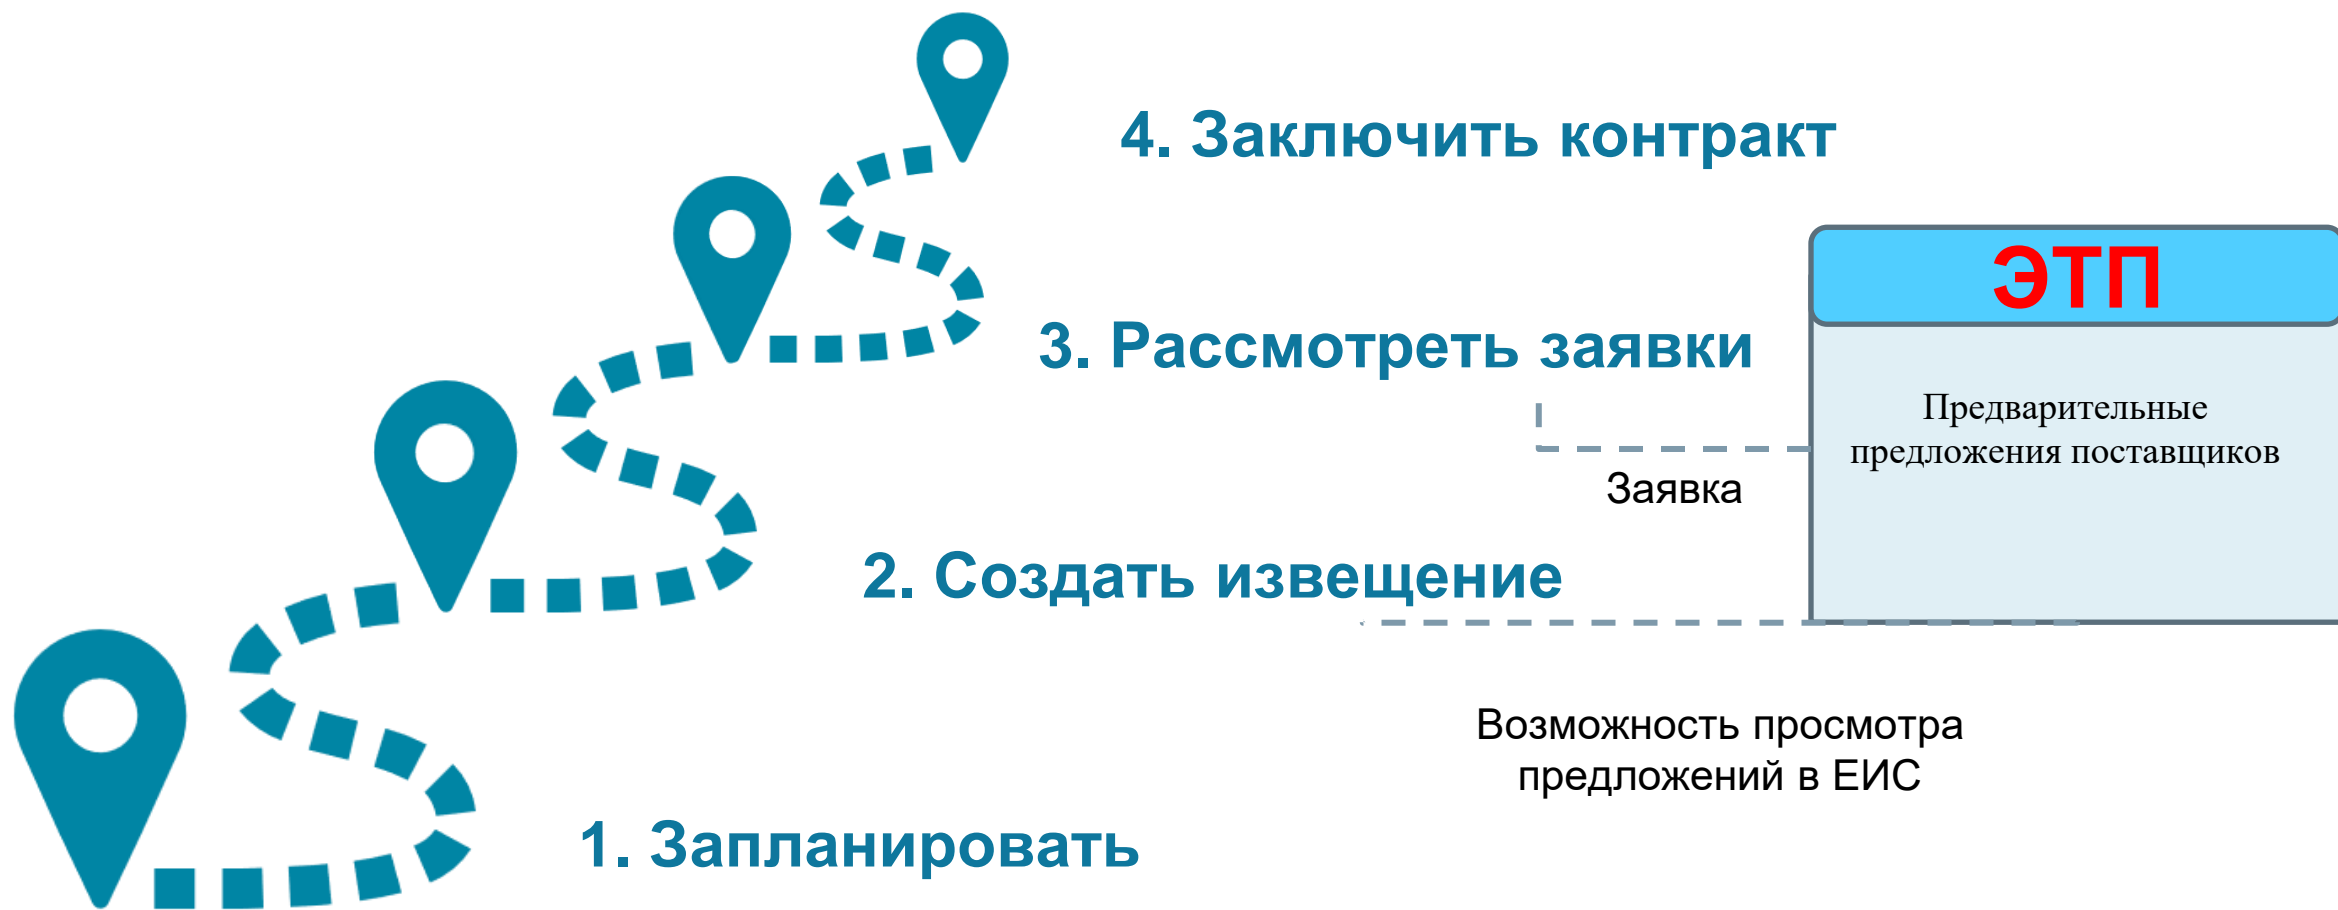 4. Заключить контракт
ЭТП
3. Рассмотреть заявки
Предварительные
предложения поставщиков
Заявка
2. Создать извещение
Возможность просмотра
предложений в ЕИС
1. Запланировать